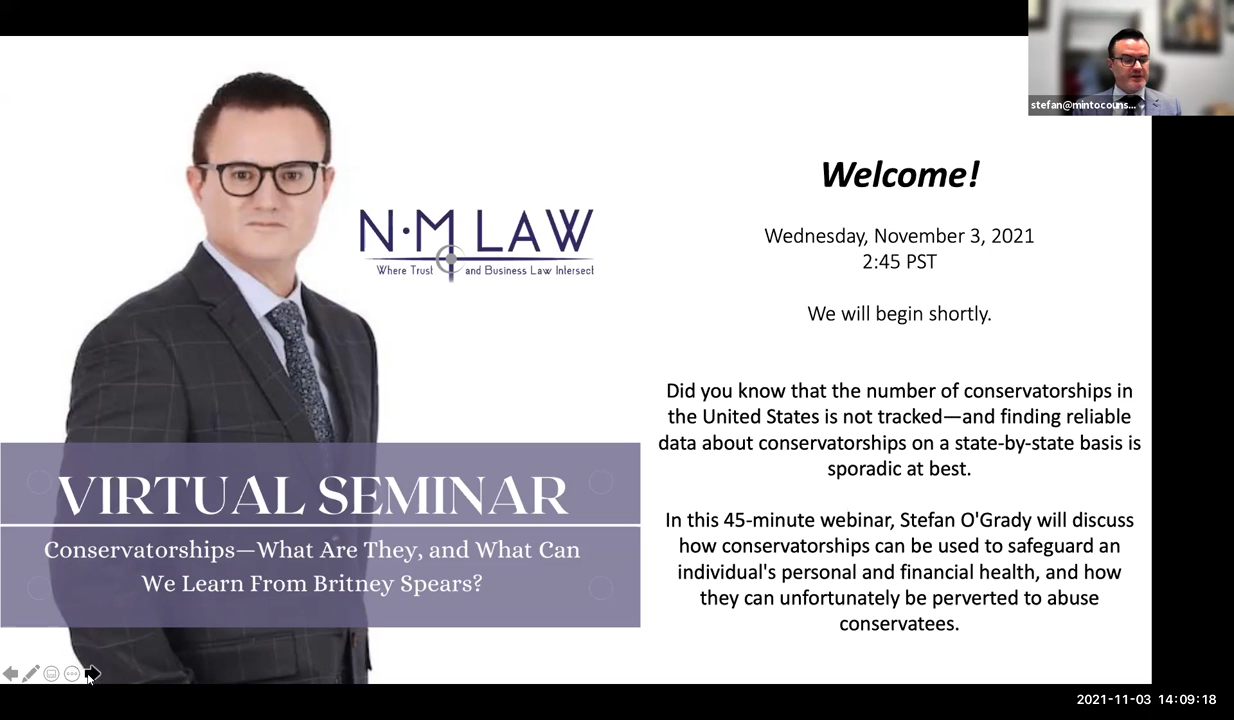 stefan@mintocouns...
N·M LAW
Where Trust and Business Law Intersect
VIRTUAL SEMINAR
Conservatorships—What Are They, and What Can
We Learn From Britney Spears?
Welcome!
Wednesday, November 3, 2021
2:45 PST
We will begin shortly.
Did you know that the number of conservatorships in
the United States is not tracked—and finding reliable
data about conservatorships on a state-by-state basis is
sporadic at best.
In this 45-minute webinar, Stefan O'Grady will discuss
how conservatorships can be used to safeguard an
individual's personal and financial health, and how
they can unfortunately be perverted to abuse
conservatees.
2021-11-03 14:09:18